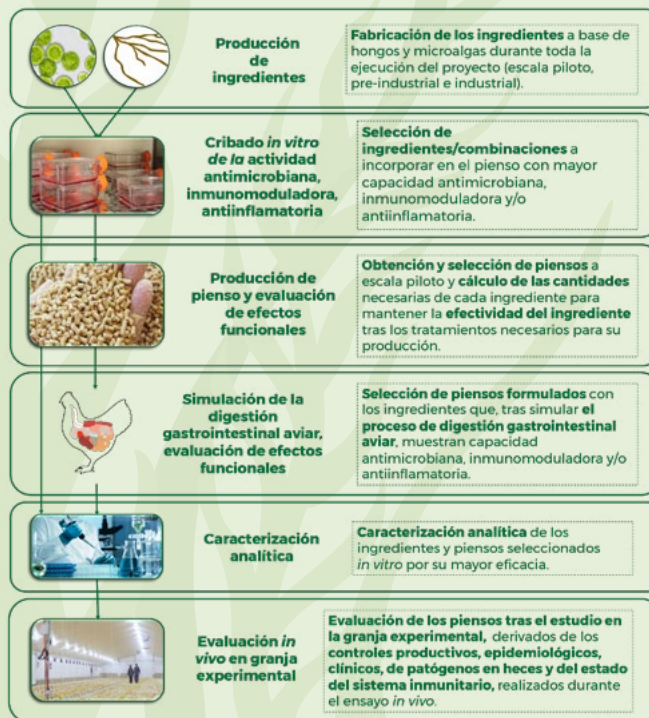 Producción
de
ingredientes
Fabricación de los ingredientes a base de
hongos y microalgas durante toda la
ejecución del proyecto (escala piloto,
pre-industrial e industrial).
Cribado in vitro
de la actividad
antimicrobiana,
inmunomoduladora,
antiinflamatoria
Selección de
ingredientes/combinaciones a
incorporar en el pienso con mayor
capacidad antimicrobiana,
inmunomoduladora y/o
antiinflamatoria.
Producción de
pienso y evaluación
de efectos
funcionales
Obtención y selección de piensos a
escala piloto y cálculo de las cantidades
necesarias de cada ingrediente para
mantener la efectividad del ingrediente
tras los tratamientos necesarios para su
producción.
Simulación de la
digestión
gastrointestinal aviar,
evaluación de efectos
funcionales
Selección de piensos formulados con
los ingredientes que, tras simular el
proceso de digestión gastrointestinal
aviar, muestran capacidad
antimicrobiana, inmunomoduladora y/o
antiinflamatoria.
Caracterización
analítica
Caracterización analítica de los
ingredientes y piensos seleccionados
in vitro por su mayor eficacia.
Evaluación in
vivo en granja
experimental
Evaluación de los piensos tras el estudio en
la granja experimental, derivados de los
controles productivos, epidemiológicos,
clínicos, de patógenos en heces y del estado
del sistema inmunitario, realizados durante
el ensayo in vivo.